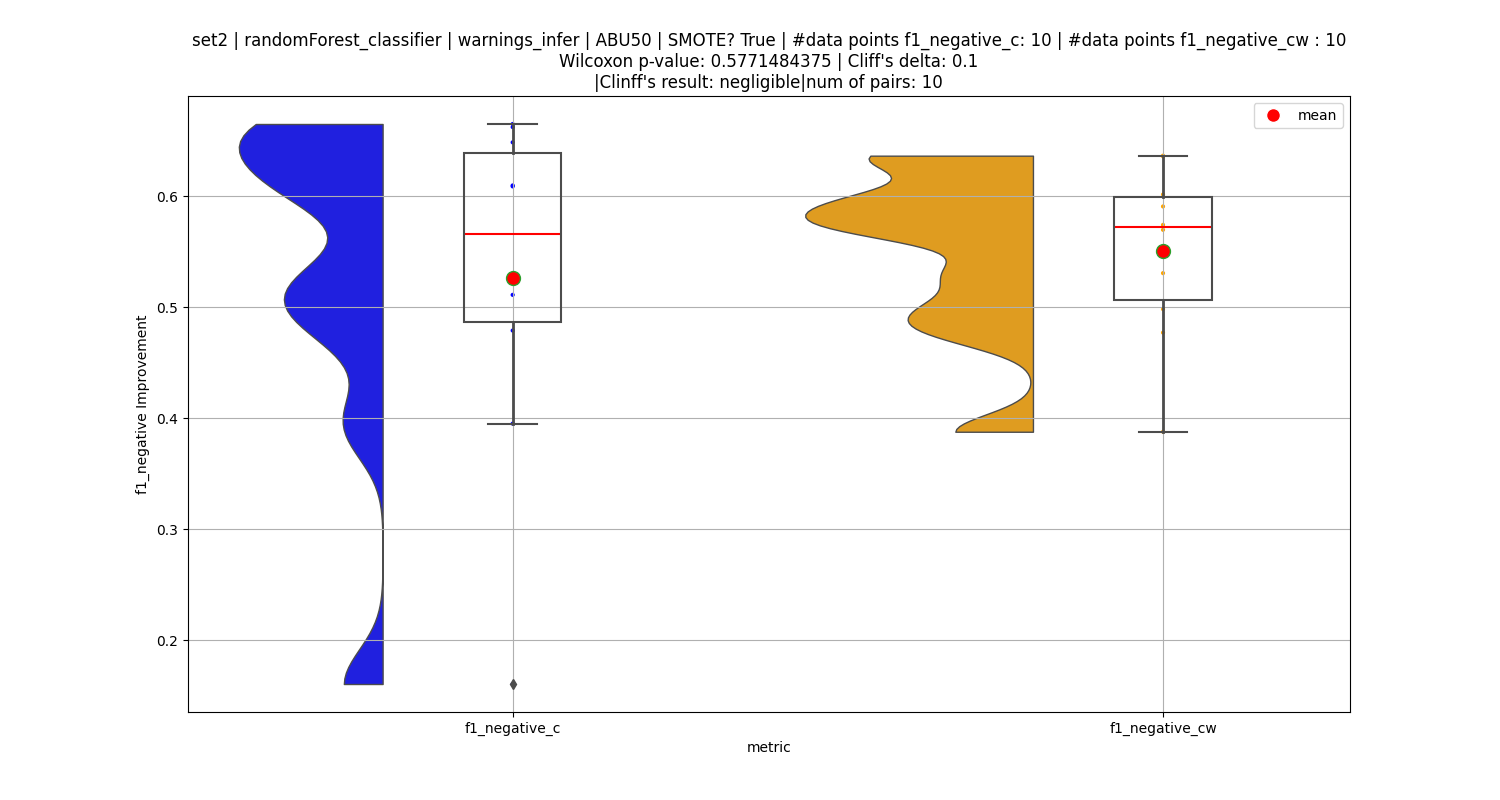 set2 | randomForest_classifier | warnings_infer | ABU50 | SMOTE? True | #data points f1_negative_c: 10 | #data points f1_negative_cw : 10
Wilcoxon p-value: 0.5771484375 | Cliff's delta: 0.1
|Clinff's result: negligible|num of pairs: 10
mean
0.6
0.5
0.4
0.3
0.2
f1_negative Improvement
f1_negative_c
f1_negative_cw
metric